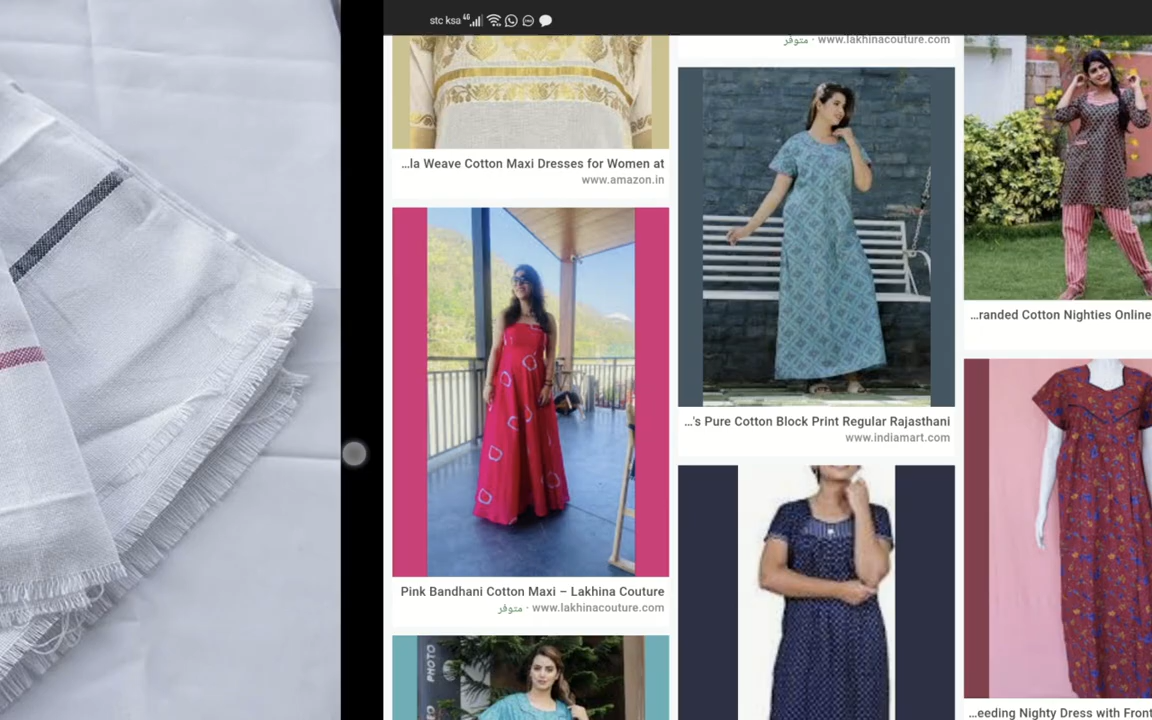 stc ksa 4G
متوفر · www.lakhinacouture.com
...la Weave Cotton Maxi Dresses for Women at
www.amazon.in
...'s Pure Cotton Block Print Regular Rajasthani
www.indiamart.com
...randed Cotton Nighties Online
Pink Bandhani Cotton Maxi – Lakhina Couture
متوفر · www.lakhinacouture.com
PHOTO
...eeding Nighty Dress with Front